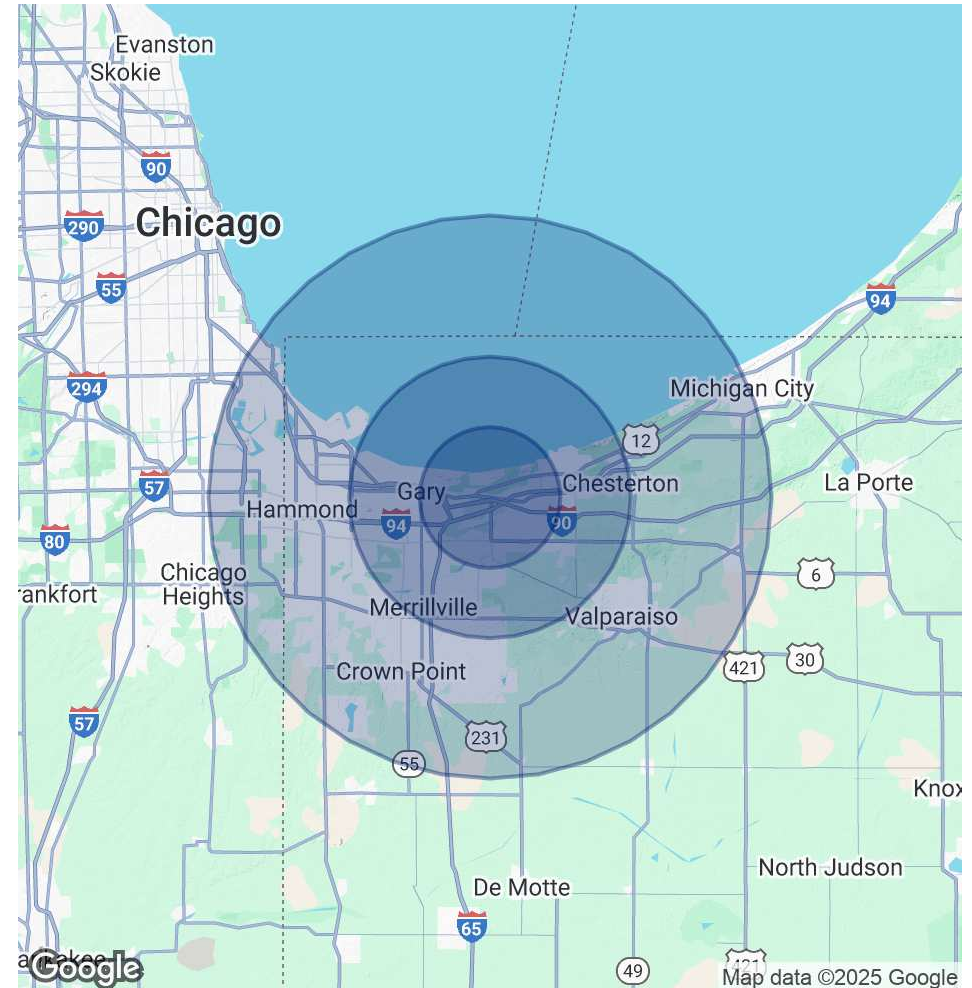 Evanston
Skokie
90
290
Chicago
55
94
294
Michigan City
12
57
Gary
Chesterton
La Porte
Hammond
94
90
80
Chicago
Heights
6
ankfort
Merrillville
Valparaiso
421
30
Crown Point
57
231
55
Knox
North Judson
De Motte
65
49
421
Google
Map data ©2025 Google